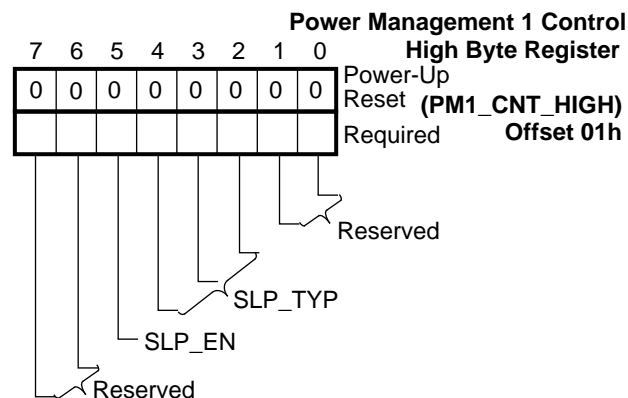 Power Management 1 Control
High Byte Register
(PM1_CNT_HIGH)
Offset 01h
7 6 5 4 3 2 1 0
0 0 0 0 0 0 0 0
Power-Up
Reset
Required
Reserved
SLP_TYP
SLP_EN
Reserved